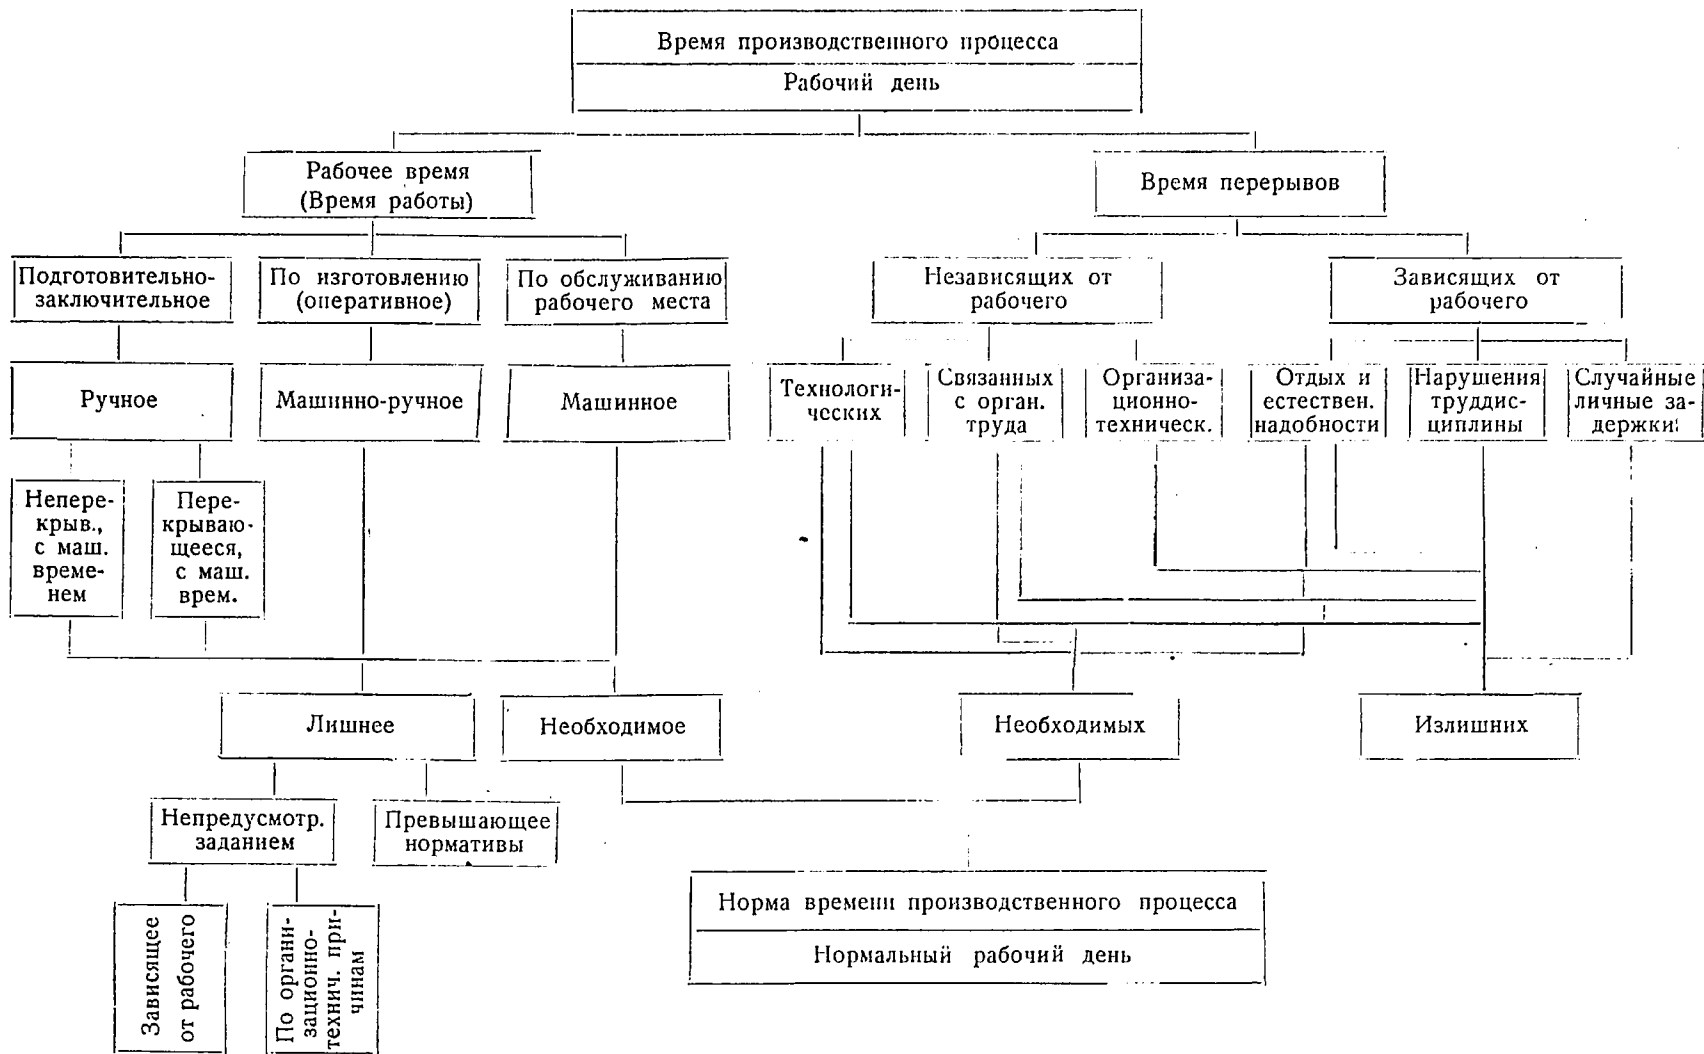 Время производственного процесса
Рабочий день
Рабочее время
(Время работы)
Время перерывов
Подготовительно-
заключительное
По изготовлению
(оперативное)
По обслуживанию
рабочего места
Независящих от
рабочего
Зависящих от
рабочего
Ручное
Машинно-ручное
Машинное
Технологи-
ческих
Связанных
с орган.
труда
Организа-
ционно-
техническ.
Отдых и
естествен.
надобности
Нарушения
труддис-
циплины
Случайные
личные за-
держки
Непере-
крыв.,
с маш.
време-
нем
Пере-
крываю-
щееся,
с маш.
врем.
Лишнее
Необходимое
Необходимых
Излишних
Непредусмотр.
заданием
Превышающее
нормативы
Зависящее
от рабочего
По органи-
зационно-
технич. при-
чинам
Норма времени производственного процесса
Нормальный рабочий день